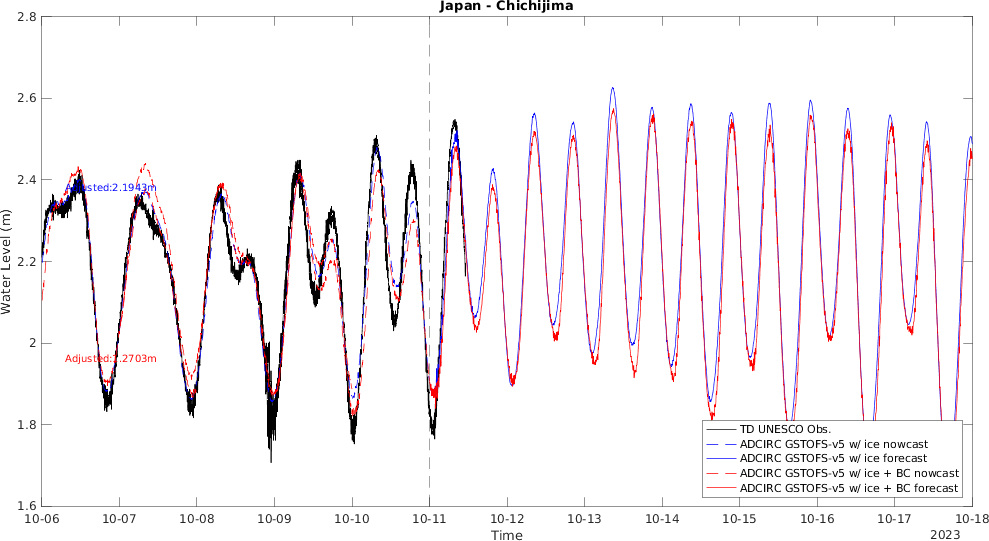 Japan - Chichijima
Water Level (m)
2.8
2.6
2.4
2.2
2
1.8
1.6
Adjusted:2.1943m
Adjusted:2.2703m
TD UNESCO Obs.
ADCIRC GSTOFS-v5 w/ ice nowcast
ADCIRC GSTOFS-v5 w/ ice forecast
ADCIRC GSTOFS-v5 w/ ice + BC nowcast
ADCIRC GSTOFS-v5 w/ ice + BC forecast
10-06 10-07 10-08 10-09 10-10 10-11 10-12 10-13 10-14 10-15 10-16 10-17 10-18
Time
2023